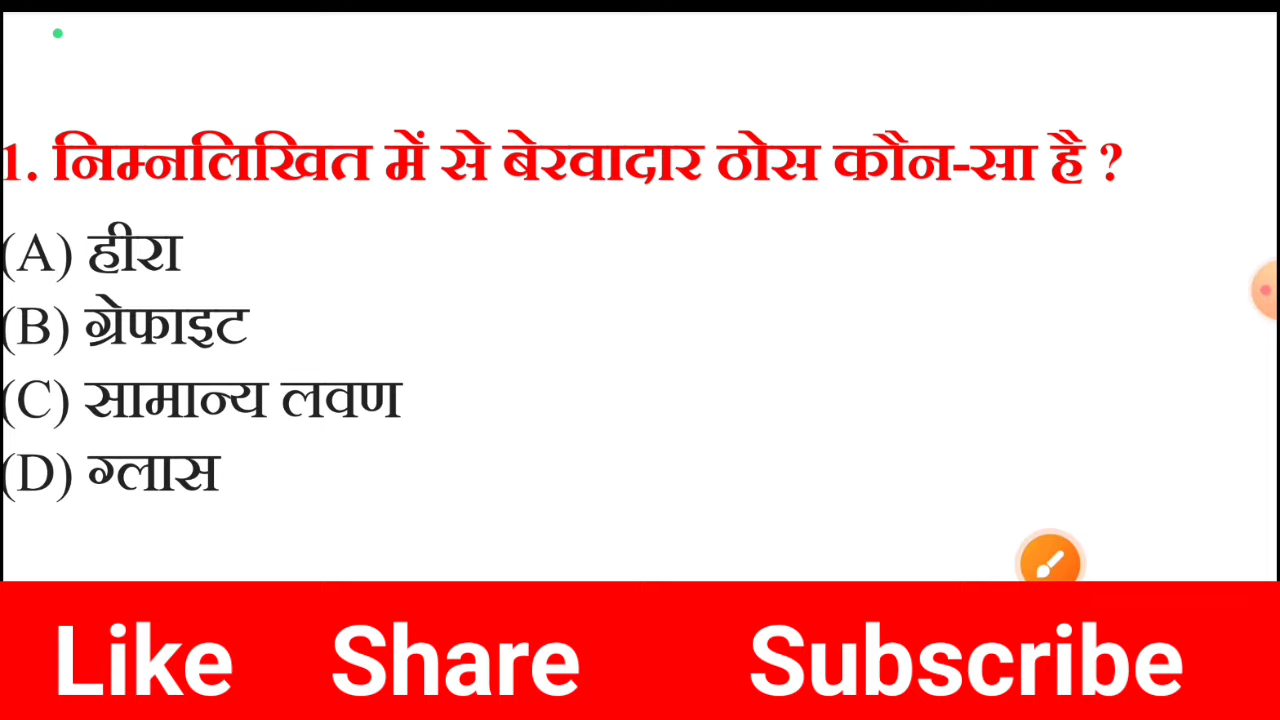 1. निम्नलिखित में से बेरवादार ठोस कौन-सा है ?
(A) हीरा
(B) ग्रेफाइट
(C) सामान्य लवण
(D) ग्लास
Like Share Subscribe